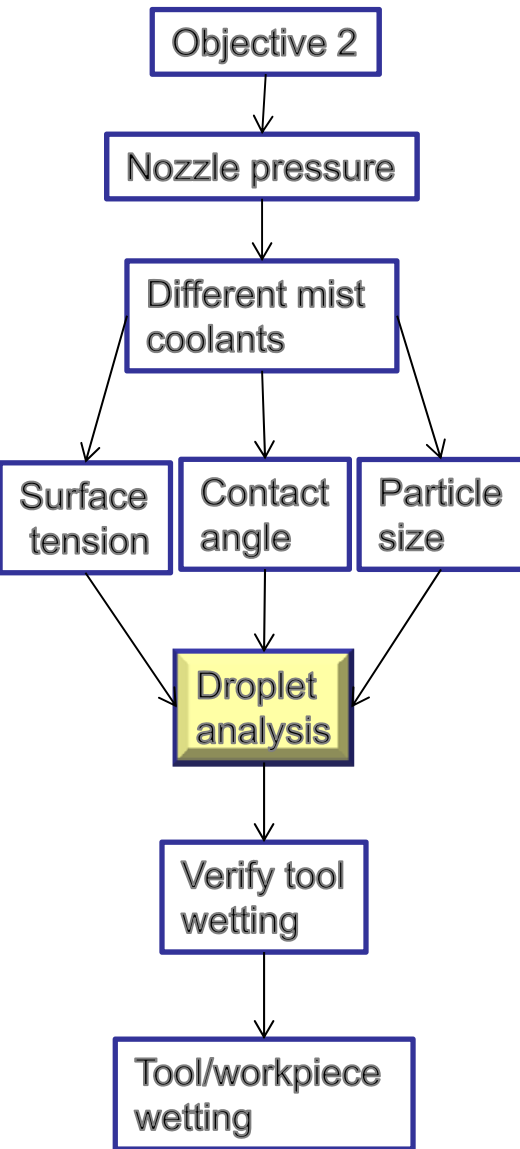 Objective 2
Nozzle pressure
Different mist
coolants
Surface
tension
Contact
angle
Particle
size
Droplet
analysis
Verify tool
wetting
Tool/workpiece
wetting